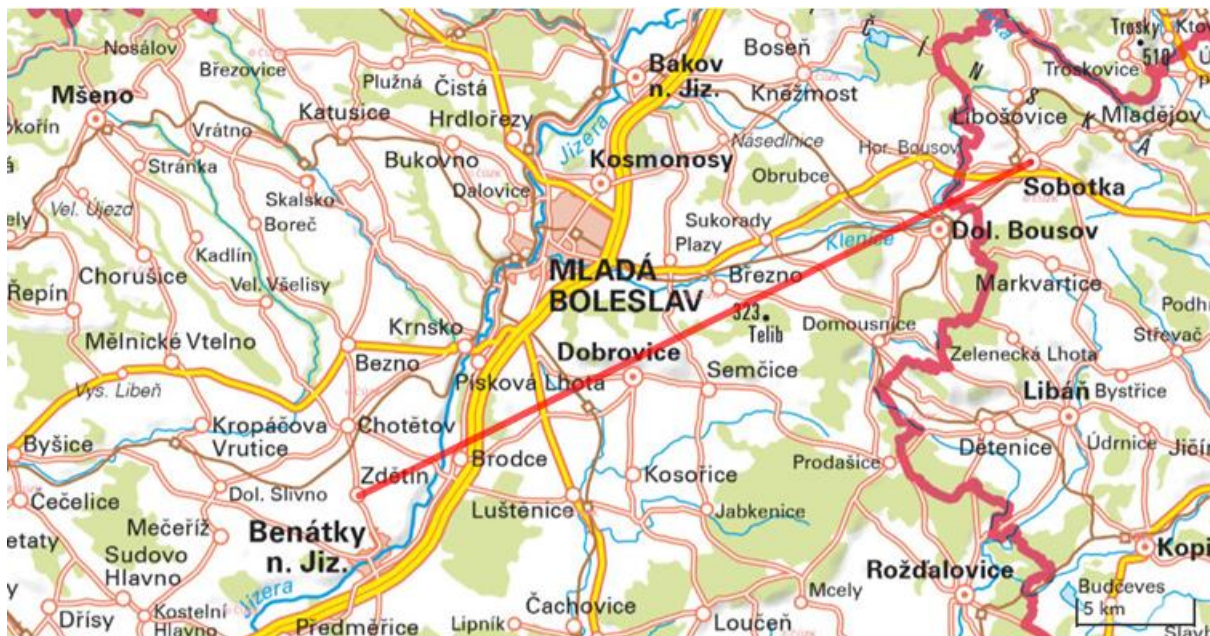 Nosálov
Březovice
Plužná
Čistá
Bakov
n. Jiz.
Boseň
Kněžmost
Č
Í
N
S
K
Á
Trosky
510
Troskovice
Mšeno
Vrátno
Katusice
Hrdlořezy
Jizera
Kosmonosy
Násedlnice
Hor. Bousov
Libošovice
Mladějov
Stránka
Bukovno
Dalovice
Obrubce
Sobotka
Vel. Újezd
Skalsko
Boreč
Sukorady
Plazy
Klenice
Dol. Bousov
Kadlín
Chorušice
Vel. Všelisy
MLADÁ
BOLESLAV
Březno
Markvartice
Řepín
Krnsko
323
Telib
Domousnice
Střevač
Mělnické Vtelno
Bezno
Dobrovice
Zelenecká Lhota
Vys. Libeň
Písková Lhota
Semčice
Libáň
Bystřice
Kropáčova
Vrutice
Chotětov
Byšice
Dětenice
Údrnice
Zdětín
Brodce
Kosořice
Prodašice
Čečelice
Dol. Slivno
Luštěnice
Jabkenice
Mečeříž
Benátky
n. Jiz.
Sudovo
Hlavno
Rožďalovice
Jizera
Mcely
Budčeves
5 km
Dřísy
Kostelní
Hlavno
Předměřice
Lipník
Čachovice
Loučeň